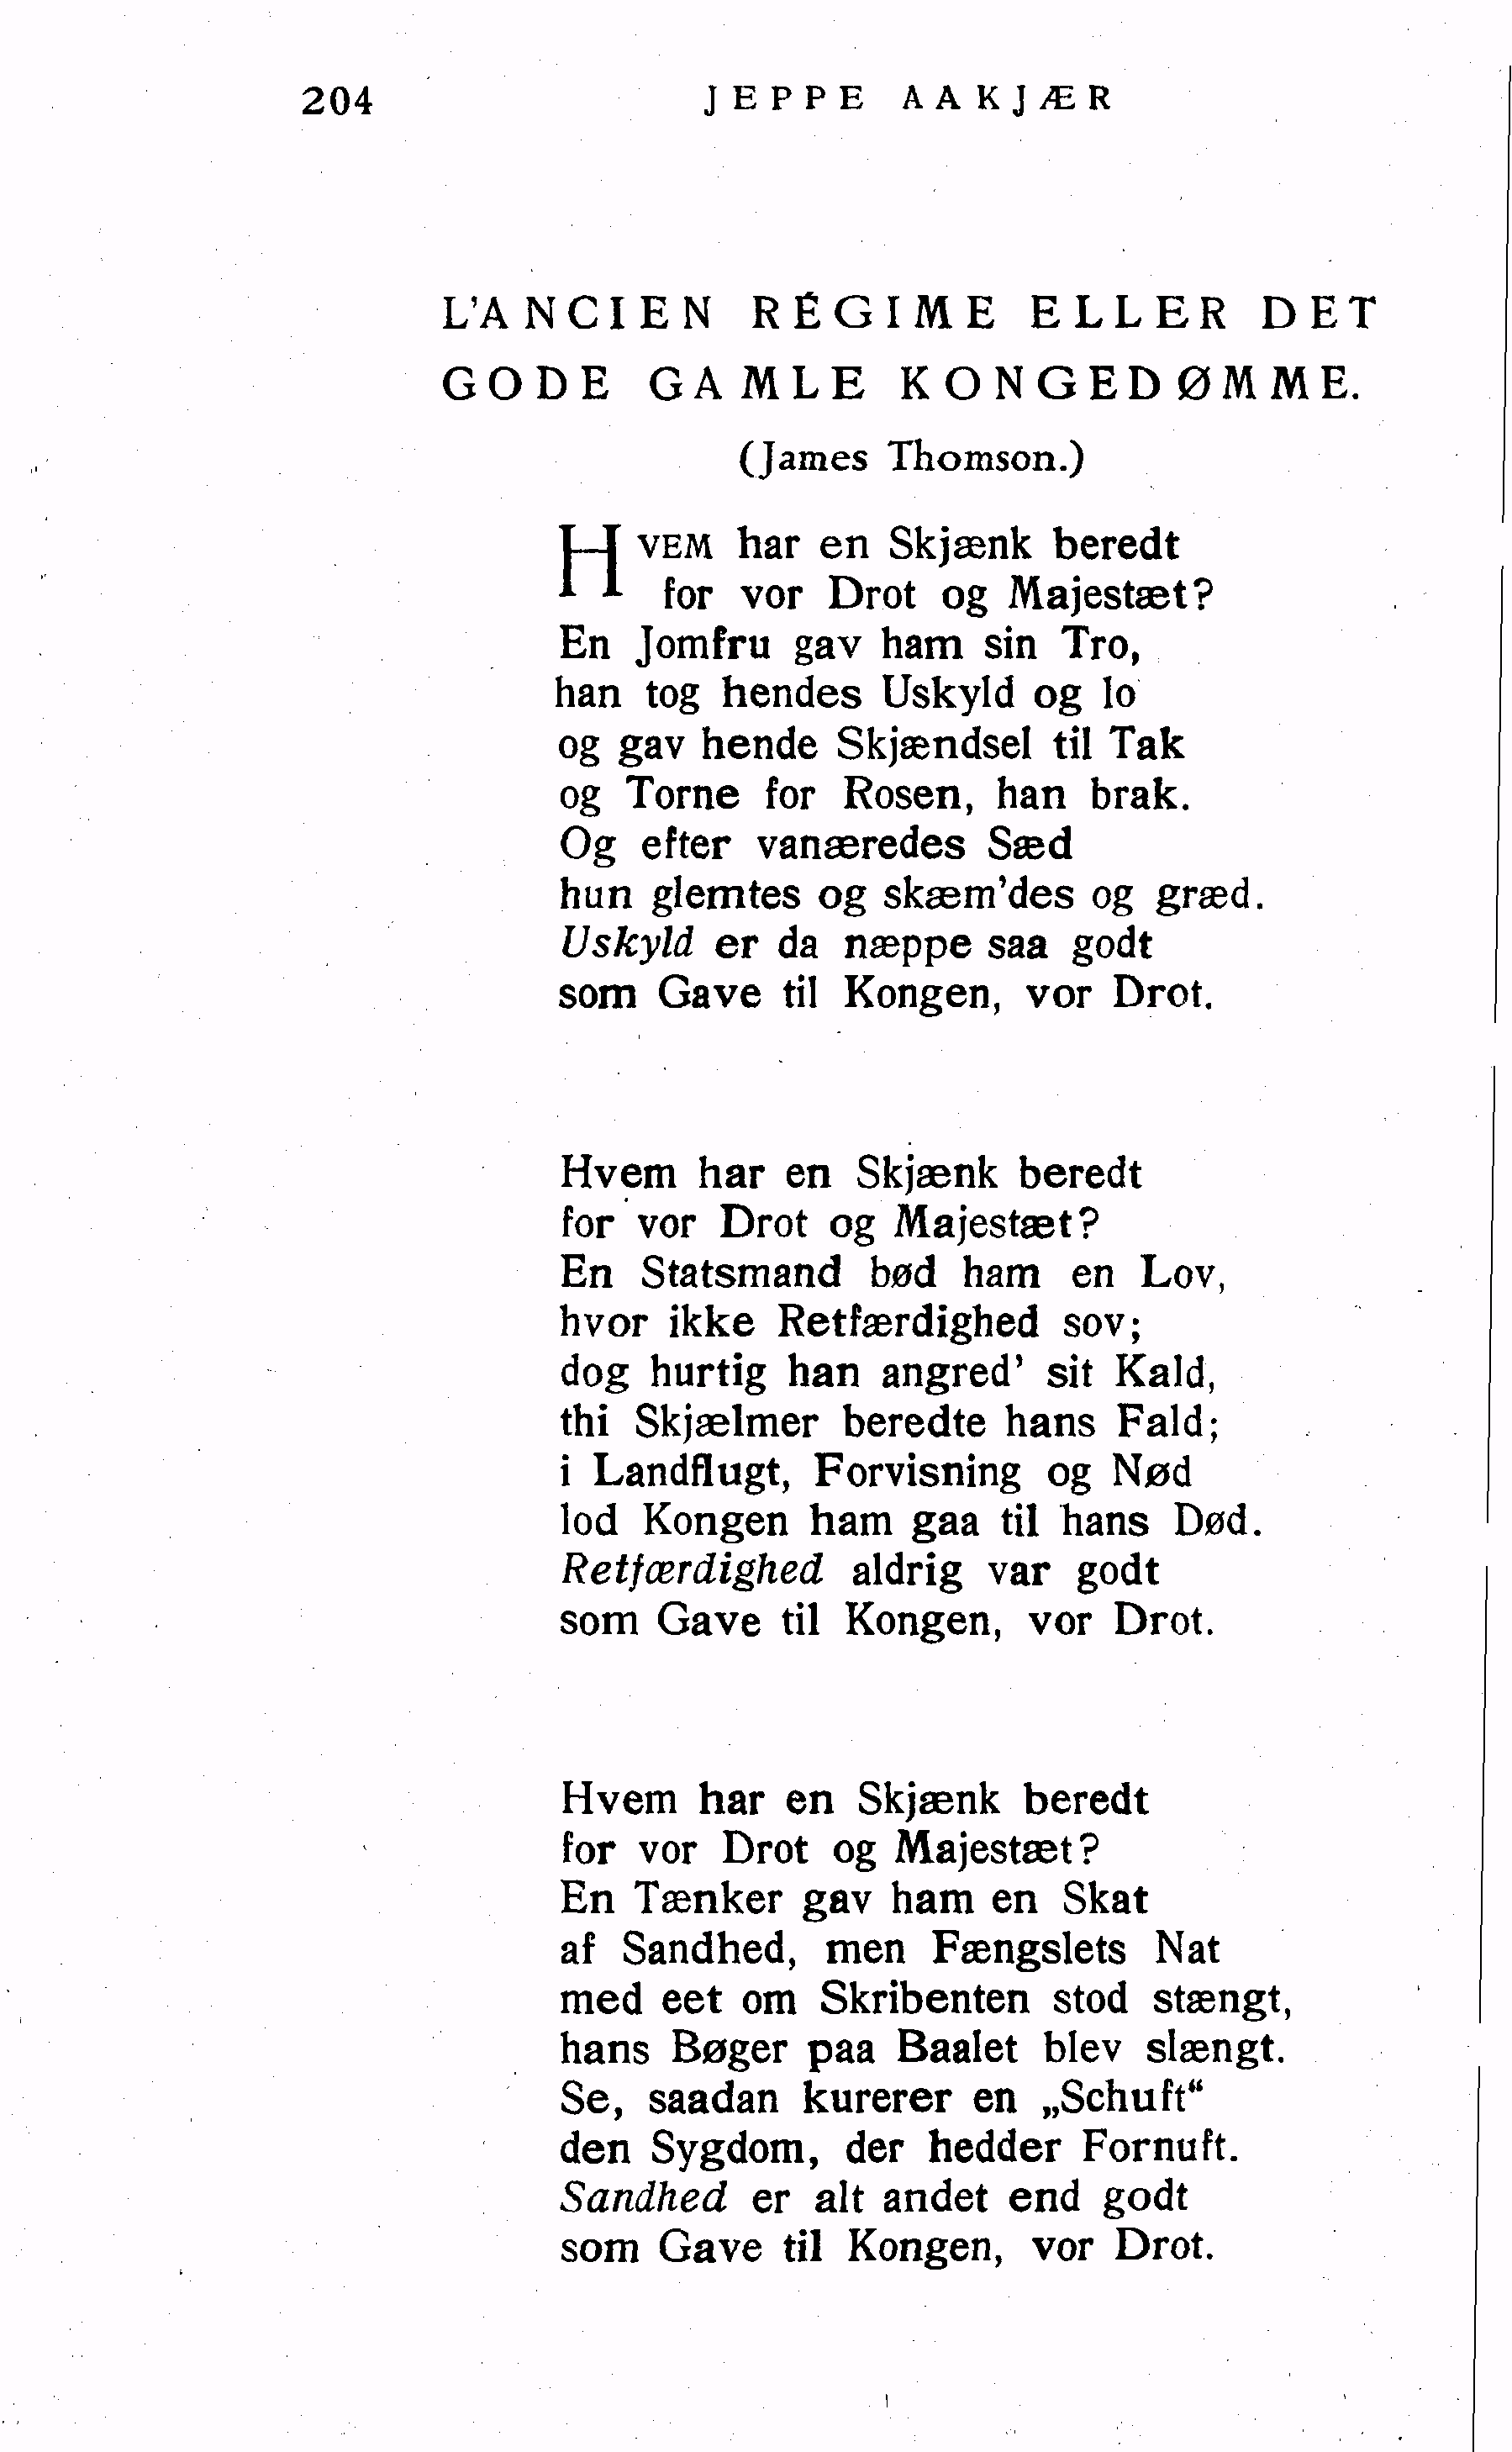 204 JEPPE AAKJÆR
L'ANCIEN RÉGIME ELLER DET
GODE GAMLE KONGEDØMME.
(James Thomson.)
HVEM har en Skjænk beredt
for vor Drot og Majestæt?
En Jomfru gav ham sin Tro,
han tog hendes Uskyld og lo
og gav hende Skjændsel til Tak
og Torne for Rosen, han brak.
Og efter vanæredes Sæd
hun glemtes og skæm'des og græd.
Uskyld er da næppe saa godt
som Gave til Kongen, vor Drot.
Hvem har en Skjænk beredt
for vor Drot og Majestæt?
En Statsmand bød ham en Lov,
hvor ikke Retfærdighed sov;
dog hurtig han angred' sit Kald,
thi Skjælmer beredte hans Fald;
i Landflugt, Forvisning og Nød
lod Kongen ham gaa til hans Død.
Retfærdighed aldrig var godt
som Gave til Kongen, vor Drot.
Hvem har en Skjænk beredt
for vor Drot og Majestæt?
En Tænker gav ham en Skat
af Sandhed, men Fængslets Nat
med eet om Skribenten stod stængt,
hans Bøger paa Baalet blev slængt.
Se, saadan kurerer en „Schuft“
den Sygdom, der hedder Fornuft.
Sandhed er alt andet end godt
som Gave til Kongen, vor Drot.